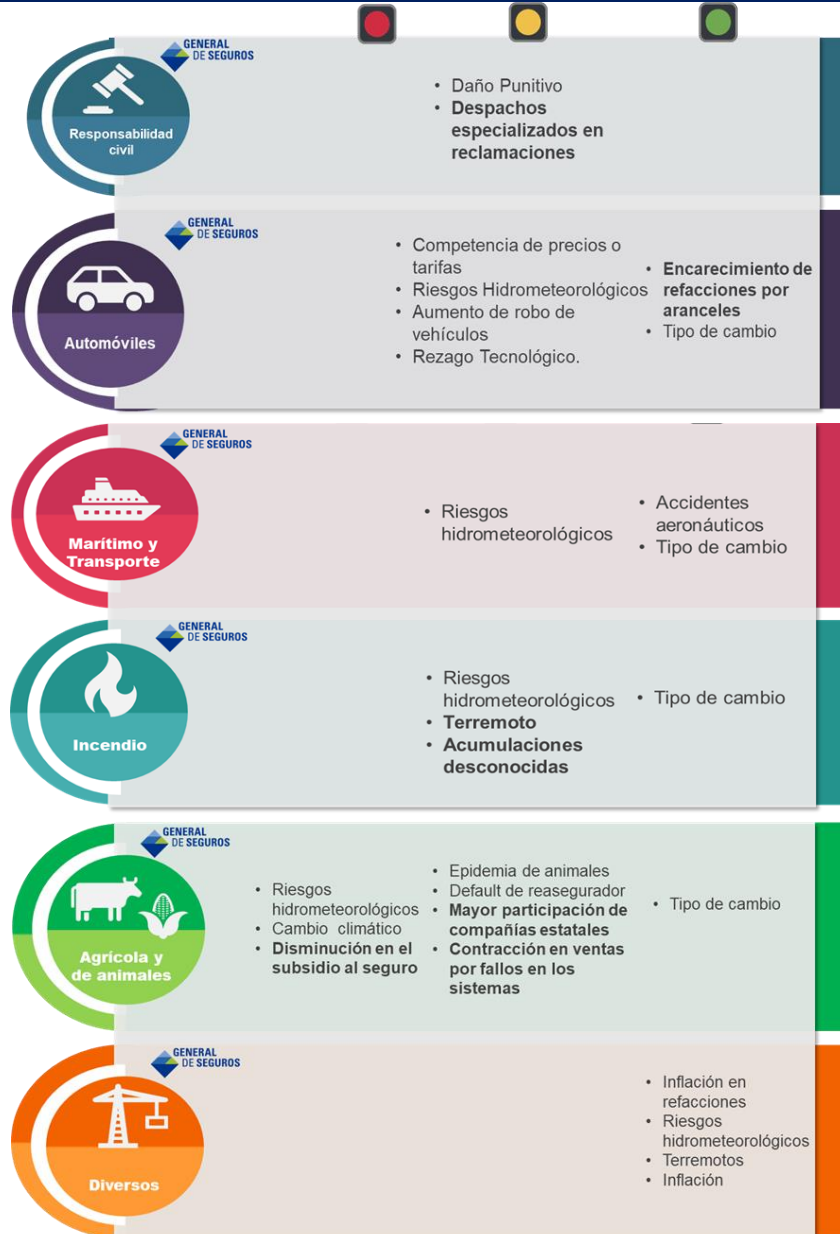 GENERAL
DE SEGUROS
Responsabilidad
civil
• Daño Punitivo
• Despachos
especializados en
reclamaciones
GENERAL
DE SEGUROS
Automóviles
• Competencia de precios o
tarifas
• Riesgos Hidrometeorológicos
• Aumento de robo de
vehículos
• Rezago Tecnológico.
• Encarecimiento de
refacciones por
aranceles
• Tipo de cambio
GENERAL
DE SEGUROS
Marítimo y
Transporte
• Riesgos
hidrometeorológicos
• Accidentes
aeronáuticos
• Tipo de cambio
GENERAL
DE SEGUROS
Incendio
• Riesgos
hidrometeorológicos
• Terremoto
• Acumulaciones
desconocidas
• Tipo de cambio
GENERAL
DE SEGUROS
Agrícola y
de animales
• Riesgos
hidrometeorológicos
• Cambio climático
• Disminución en el
subsidio al seguro
• Epidemia de animales
• Default de reasegurador
• Mayor participación de
compañías estatales
• Contracción en ventas
por fallos en los
sistemas
• Tipo de cambio
GENERAL
DE SEGUROS
Diversos
• Inflación en
refacciones
• Riesgos
hidrometeorológicos
• Terremotos
• Inflación